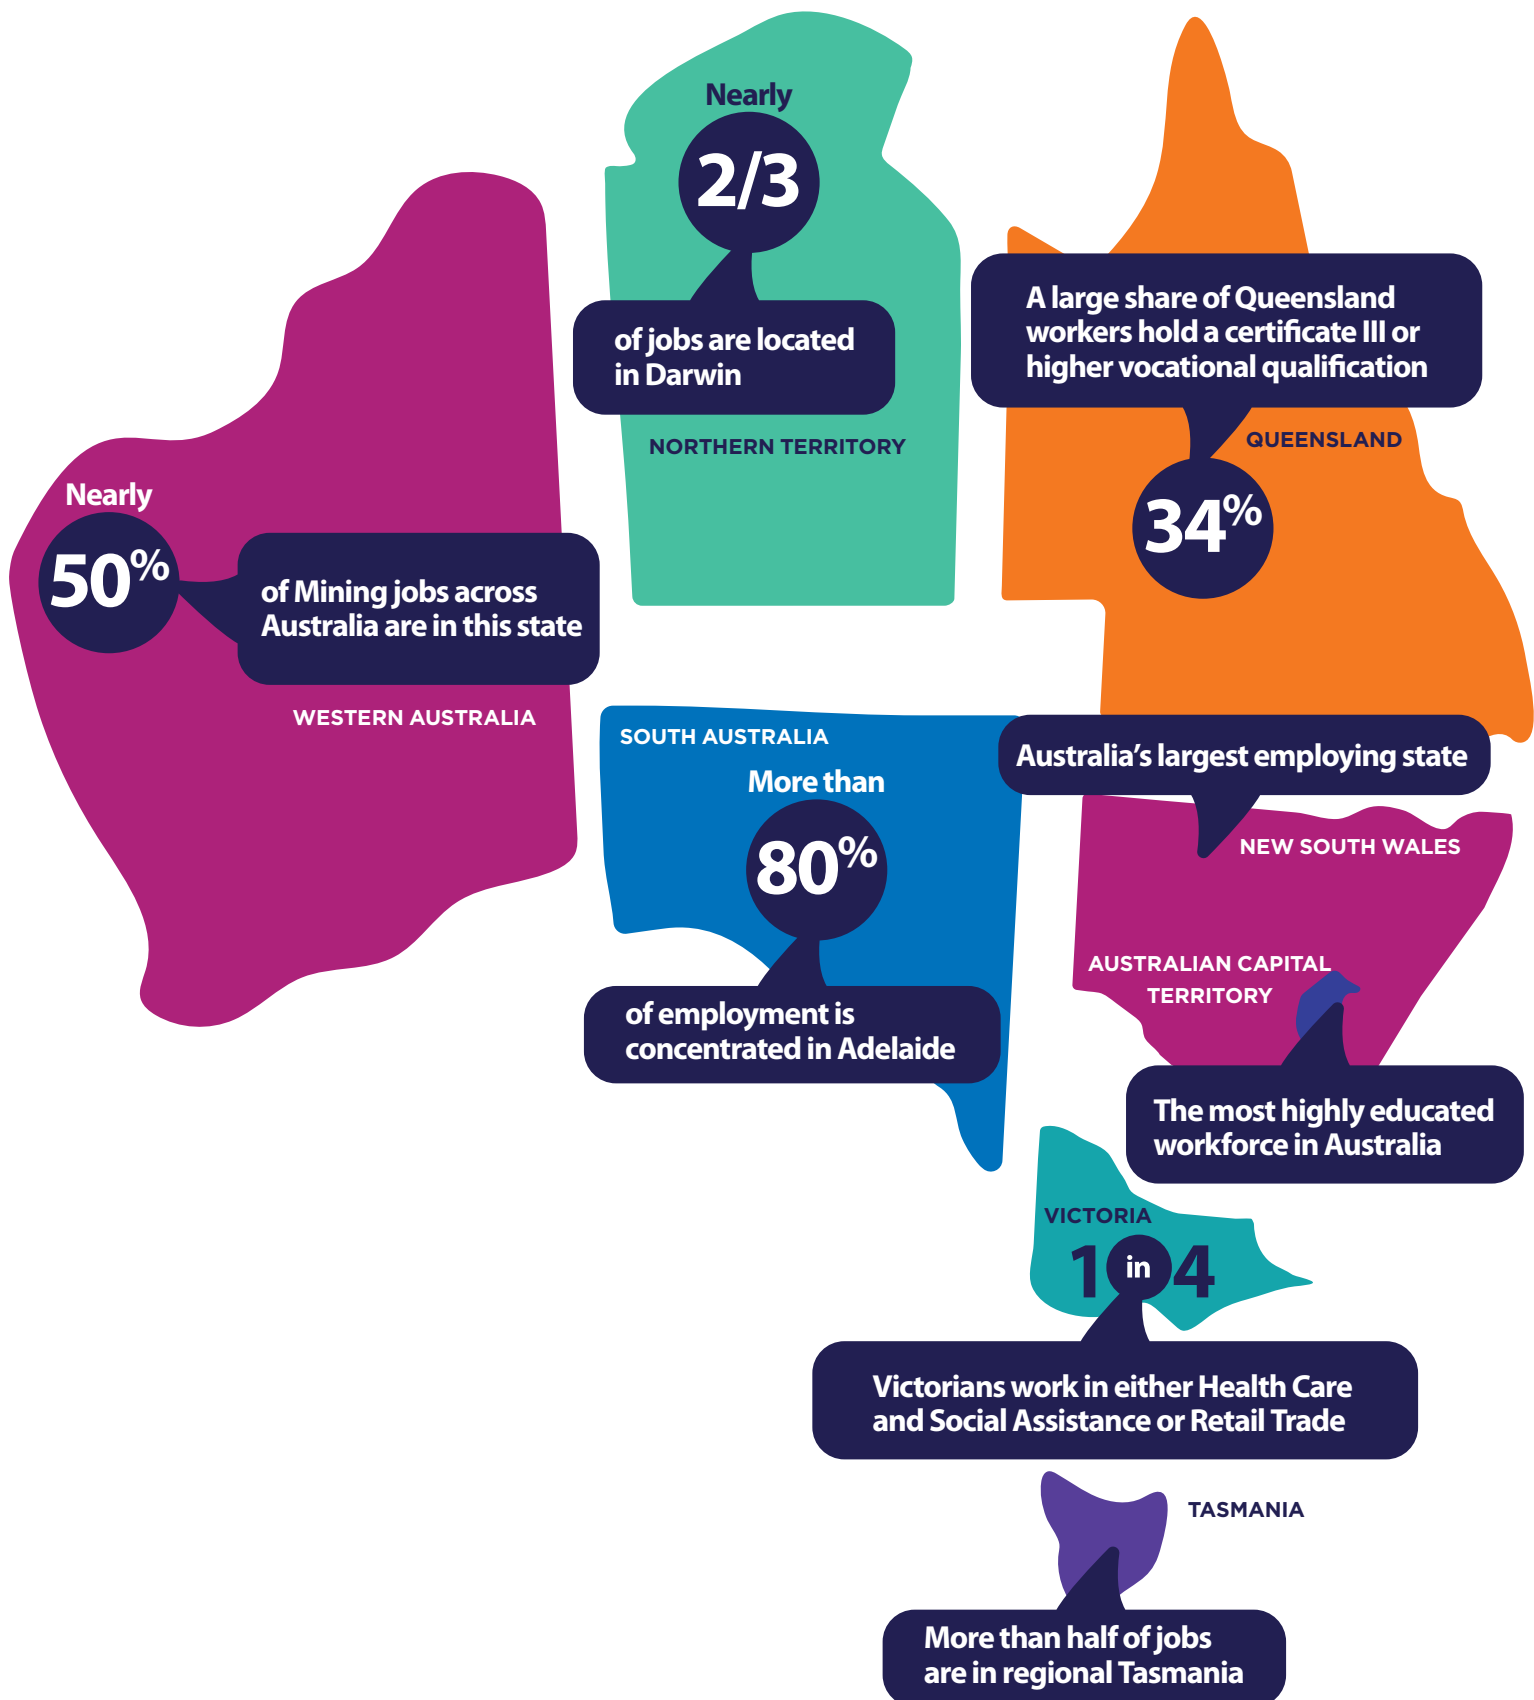 Nearly
2/3
of jobs are located
in Darwin
NORTHERN TERRITORY
A large share of Queensland
workers hold a certificate III or
higher vocational qualification
QUEENSLAND
34%
Nearly
50%
of Mining jobs across
Australia are in this state
WESTERN AUSTRALIA
SOUTH AUSTRALIA
More than
80%
of employment is
concentrated in Adelaide
Australia’s largest employing state
NEW SOUTH WALES
AUSTRALIAN CAPITAL
TERRITORY
The most highly educated
workforce in Australia
VICTORIA
1 in 4
Victorians work in either Health Care
and Social Assistance or Retail Trade
TASMANIA
More than half of jobs
are in regional Tasmania